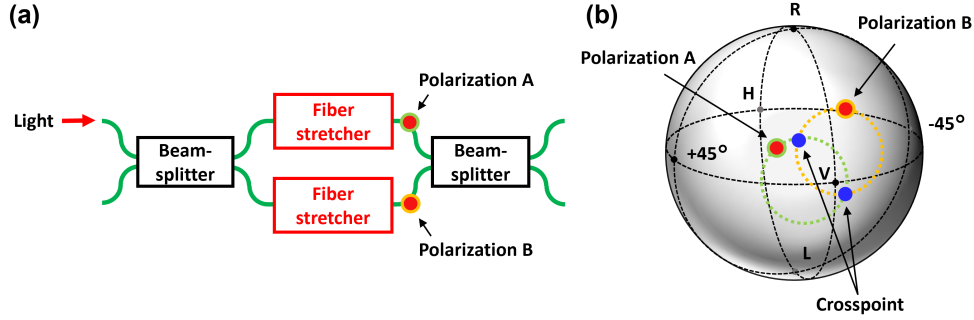 (a)
Light
Beam-
splitter
Fiber
stretcher
Fiber
stretcher
Polarization A
Beam-
splitter
Polarization B
(b)
R
Polarization B
Polarization A
H
-45°
+45°
V
L
Crosspoint